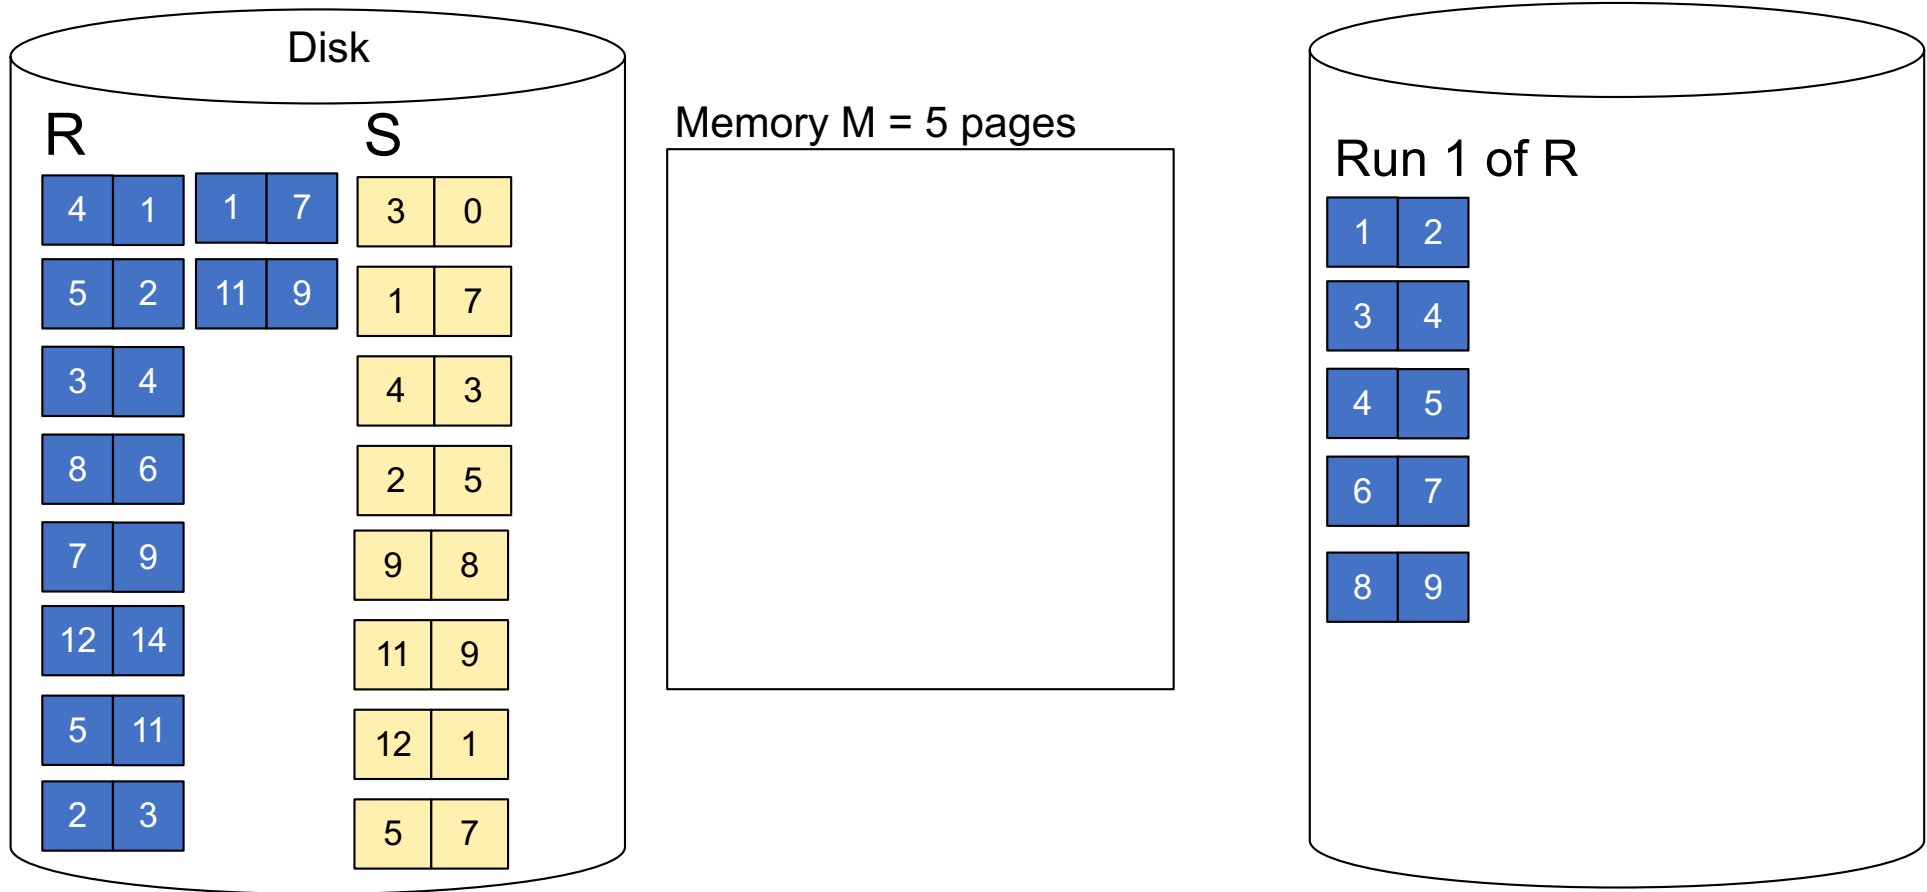 Disk
Memory M = 5 pages
R S
Run 1 of R
4 1 1 7 3 0
5 2 11 9 1 7
3 4 4 3
8 6 2 5
7 9 9 8
12 14 11 9
5 11 12 1
2 3 5 7
1 2
3 4
4 5
6 7
8 9